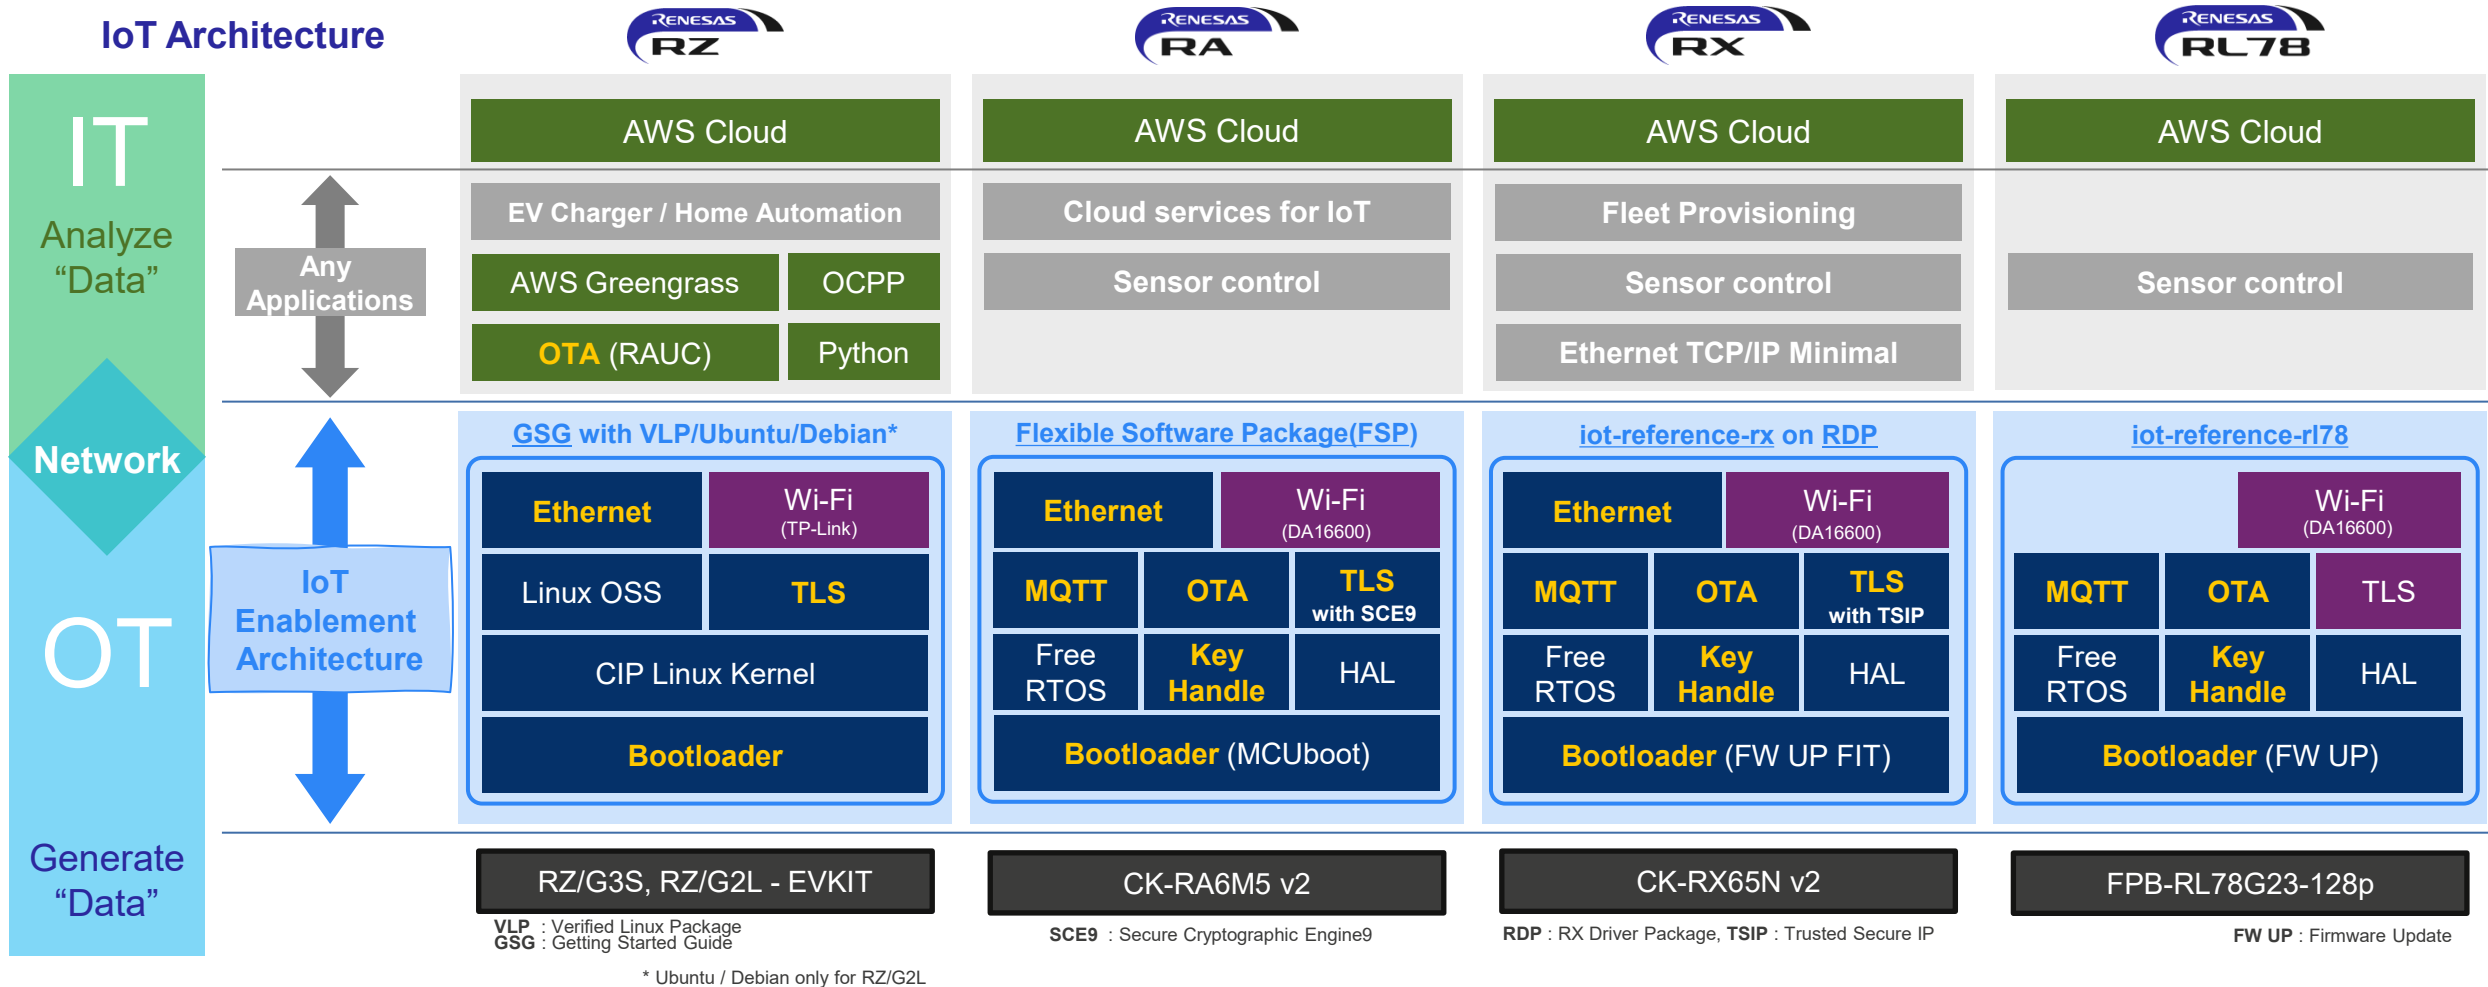 IoT Architecture
RENESAS
RZ
RENESAS
RA
RENESAS
RX
RENESAS
RL78
IT
Analyze
“Data”
Network
OT
Generate
“Data”
Any
Applications
IoT
Enablement
Architecture
AWS Cloud
EV Charger / Home Automation
AWS Greengrass
OCPP
OTA (RAUC)
Python
GSG with VLP/Ubuntu/Debian*
Ethernet
Wi-Fi
(TP-Link)
Linux OSS
TLS
CIP Linux Kernel
Bootloader
RZ/G3S, RZ/G2L - EVKIT
VLP : Verified Linux Package
GSG : Getting Started Guide
* Ubuntu / Debian only for RZ/G2L
AWS Cloud
Cloud services for IoT
Sensor control
Flexible Software Package(FSP)
Ethernet
Wi-Fi
(DA16600)
MQTT
OTA
TLS
with SCE9
Free
RTOS
Key
Handle
HAL
Bootloader (MCUboot)
CK-RA6M5 v2
SCE9 : Secure Cryptographic Engine9
AWS Cloud
Fleet Provisioning
Sensor control
Ethernet TCP/IP Minimal
iot-reference-rx on RDP
Ethernet
Wi-Fi
(DA16600)
MQTT
OTA
TLS
with TSIP
Free
RTOS
Key
Handle
HAL
Bootloader (FW UP FIT)
CK-RX65N v2
RDP : RX Driver Package, TSIP : Trusted Secure IP
AWS Cloud
Sensor control
iot-reference-rl78
Wi-Fi
(DA16600)
MQTT
OTA
TLS
Free
RTOS
Key
Handle
HAL
Bootloader (FW UP)
FPB-RL78G23-128p
FW UP : Firmware Update